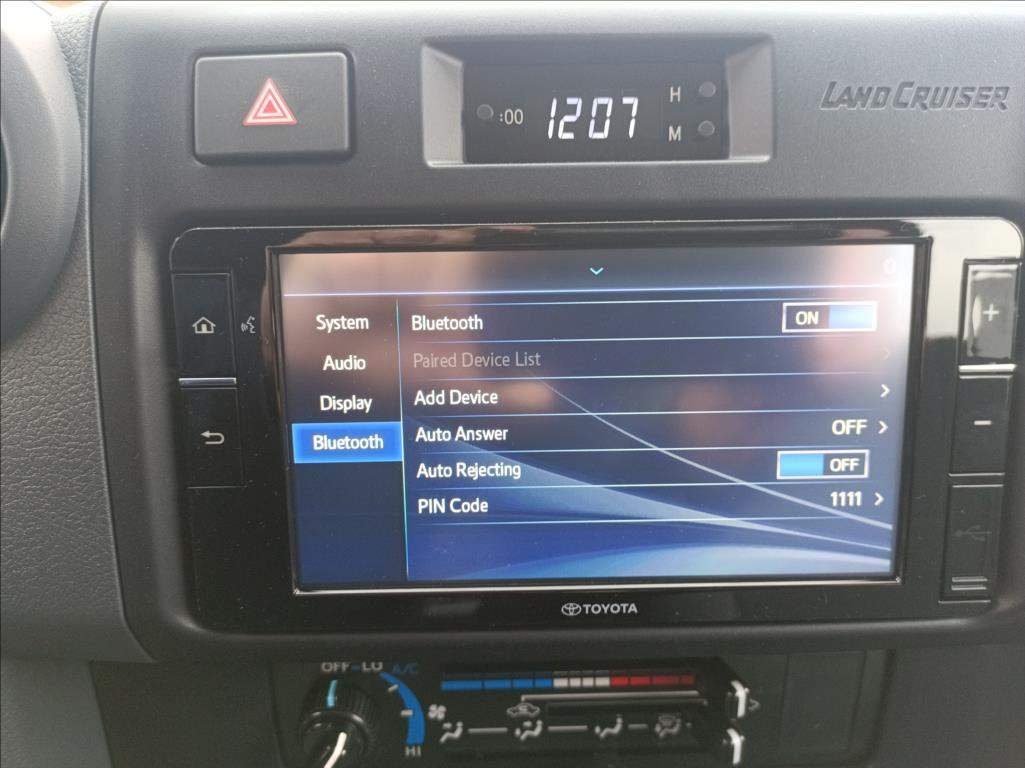 :00 1207 H
M
LAND CRUISER
System
Audio
Display
Bluetooth
Bluetooth ON
Paired Device List
Add Device
Auto Answer OFF
Auto Rejecting OFF
PIN Code 1111
+
-
TOYOTA
OFF-LO A/C
HI